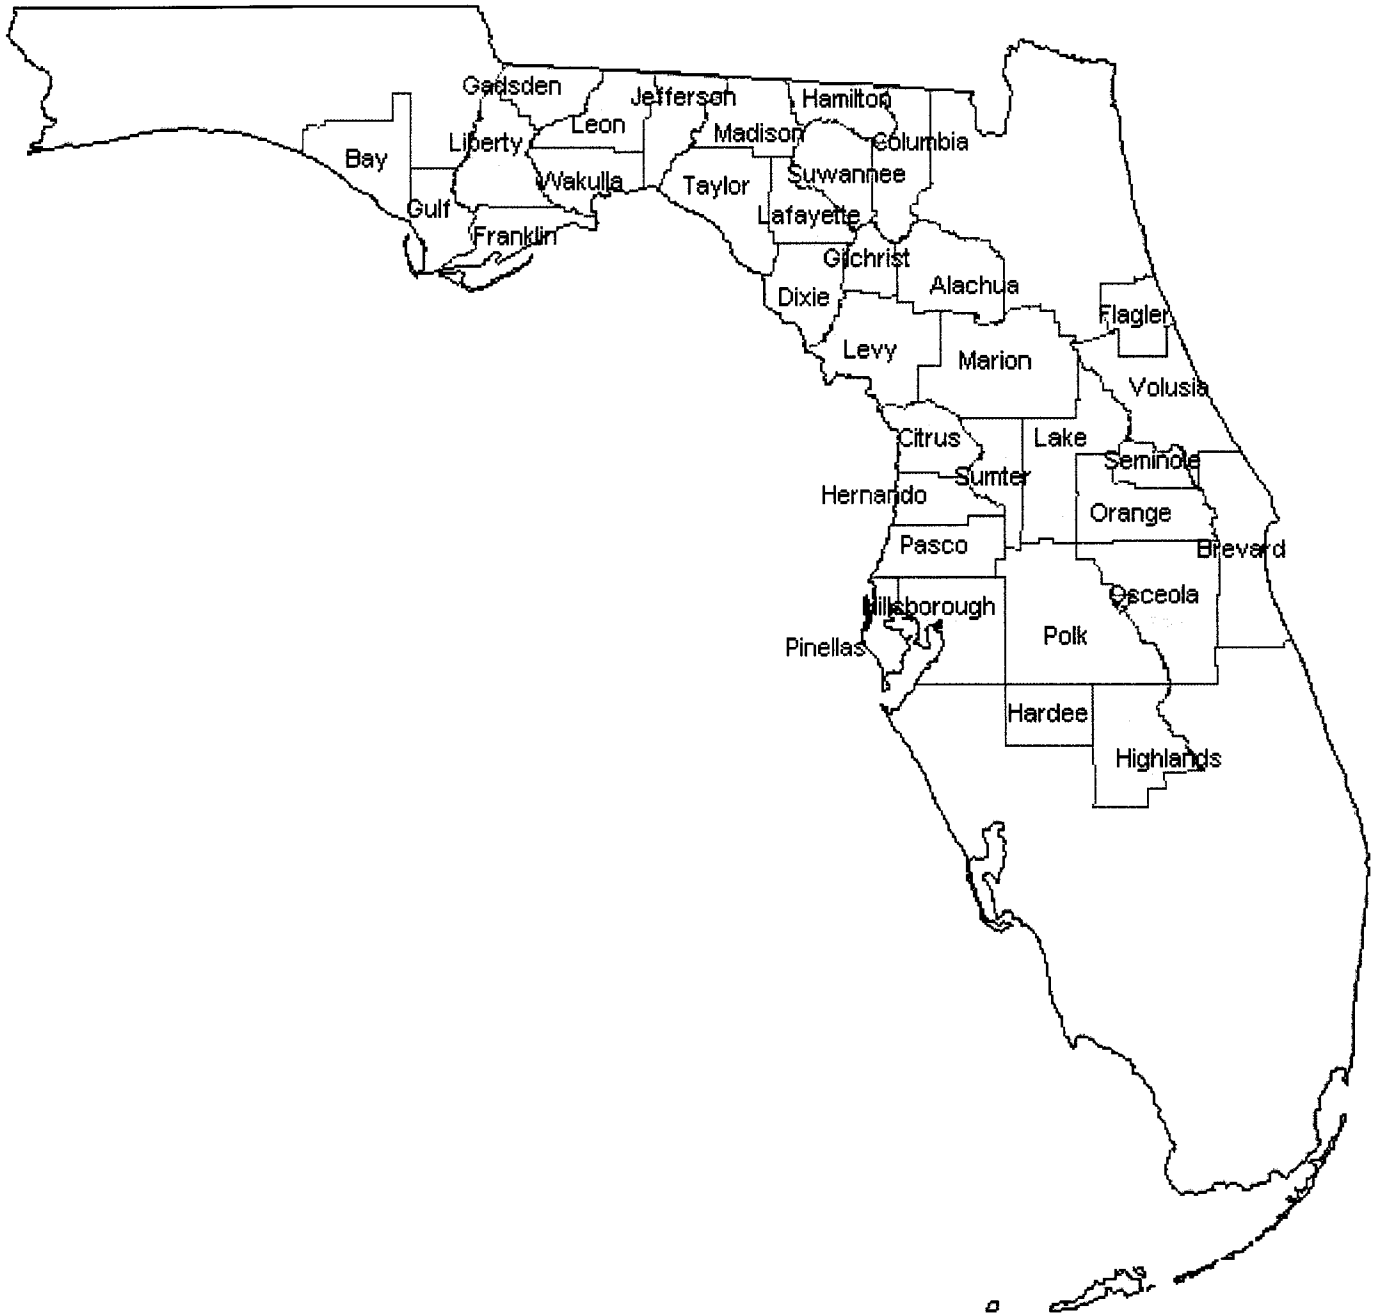 Gadsden
Jefferson
Hamilton
Leon
Madison
Columbia
Liberty
Bay
Suwannee
Wakulla
Taylor
Gulf
Lafayette
Franklin
Gilchrist
Alachua
Dixie
Flagler
Levy
Marion
Volusia
Citrus
Lake
Seminole
Sumter
Hernando
Orange
Pasco
Brevard
Osceola
Hillsborough
Polk
Pinellas
Hardee
Highlands